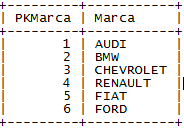 PKMarca | Marca
1 | AUDI
2 | BMW
3 | CHEVROLET
4 | RENAULT
5 | FIAT
6 | FORD